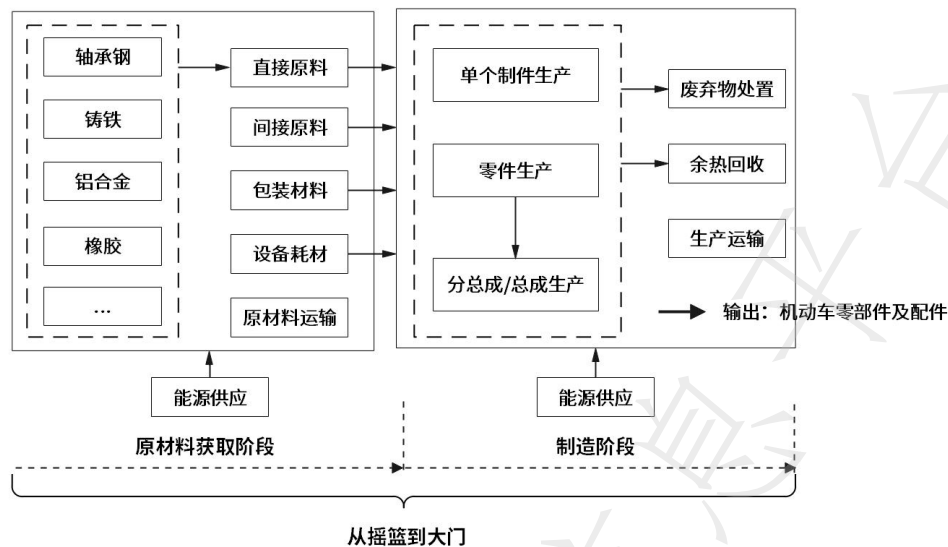 轴承钢
铸铁
铝合金
橡胶
...
直接原料
间接原料
包装材料
设备耗材
原材料运输
单个制件生产
零件生产
分总成/总成生产
废弃物处置
余热回收
生产运输
输出：机动车零部件及配件
能源供应
能源供应
原材料获取阶段
制造阶段
从摇篮到大门